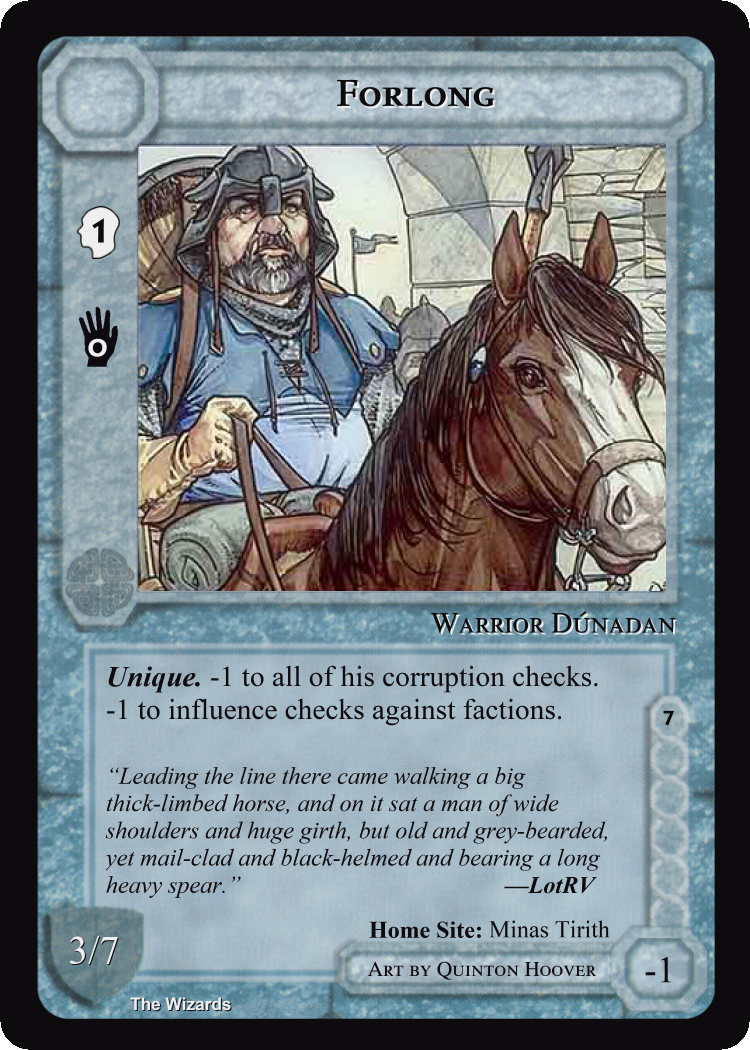 Forlong
1
0
Warrior Dúnadan
Unique. -1 to all of his corruption checks.
-1 to influence checks against factions.
7
“Leading the line there came walking a big
thick-limbed horse, and on it sat a man of wide
shoulders and huge girth, but old and grey-bearded,
yet mail-clad and black-helmed and bearing a long
heavy spear.” —LotRV
Home Site: Minas Tirith
3/7
Art by Quinton Hoover
-1
The Wizards